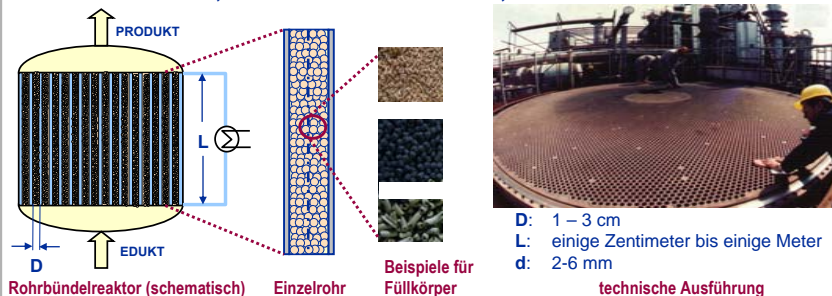 PRODUKT
L
D
EDUKT
Rohrbündelreaktor (schematisch)
Einzelrohr
Beispiele für
Füllkörper
D: 1 – 3 cm
L: einige Zentimeter bis einige Meter
d: 2-6 mm
technische Ausführung